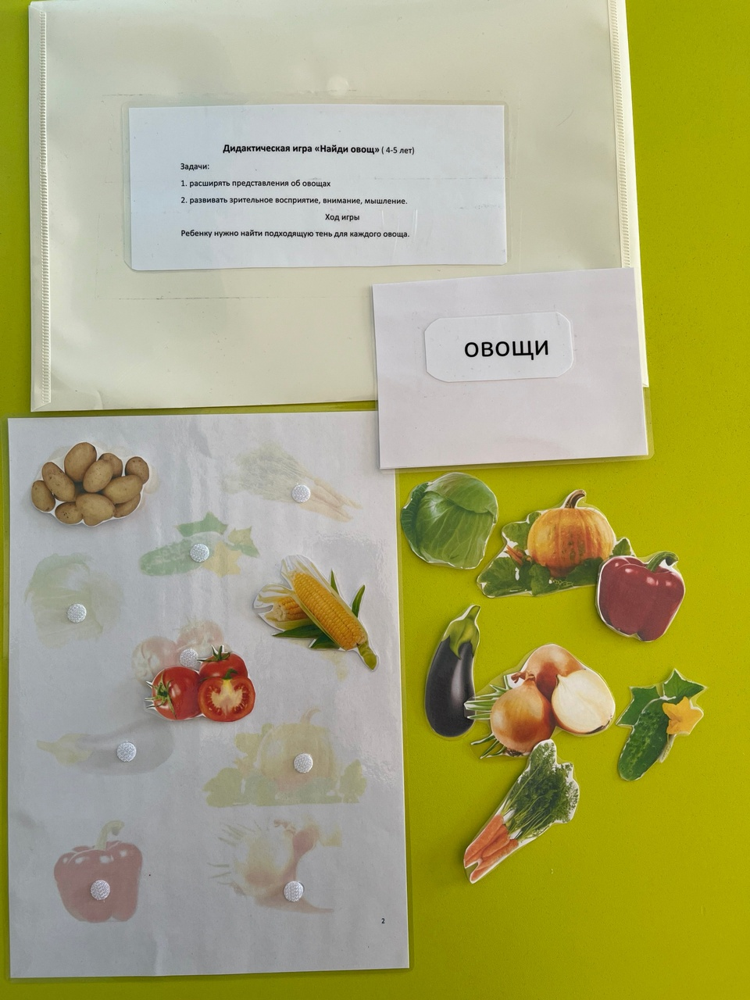 Дидактическая игра «Найди овощ» ( 4-5 лет)
Задачи:
1. расширять представления об овощах
2. развивать зрительное восприятие, внимание, мышление.
Ход игры
Ребенку нужно найти подходящую тень для каждого овоща.
ОВОЩИ
2